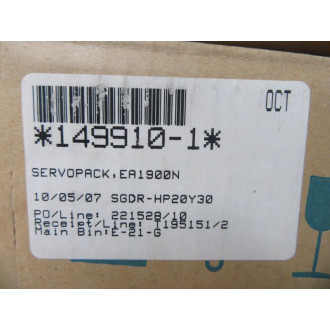 OCT
*149910-1*
SERVOPACK,EA1900N
10/05/07 SGDR-HP20Y30
PO/Line: 221528/10
Receipt/Line: I195151/2
Main Bin:E-21-G